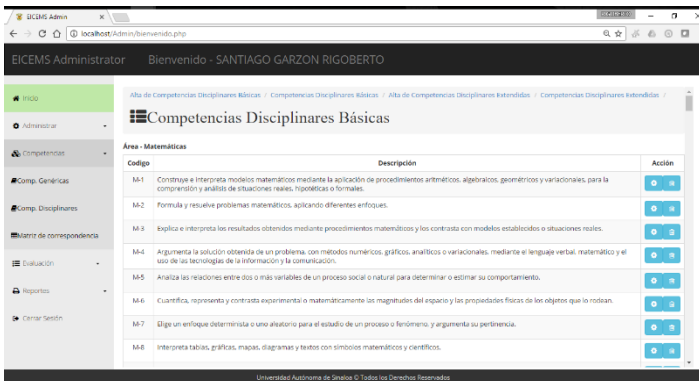 EICEMS Admin
localhost/Admin/bienvenido.php
EICEMS Administrator
Bienvenido - SANTIAGO GARZON RIGOBERTO
Inicio
Administrar
Competencias
Comp. Genéricas
Comp. Disciplinares
Matriz de correspondencia
Evaluación
Reportes
Cerrar Sesión
Alta de Competencias Disciplinares Básicas / Competencias Disciplinares Básicas / Alta de Competencias Disciplinares Extendidas / Competencias Disciplinares Extendidas /
Competencias Disciplinares Básicas
Área - Matemáticas
Codigo Descripción Acción
M-1 Construye e interpreta modelos matemáticos mediante la aplicación de procedimientos aritméticos, algebraicos, geométricos y variacionales, para la
comprensión y análisis de situaciones reales, hipotéticas o formales.
M-2 Formula y resuelve problemas matemáticos, aplicando diferentes enfoques.
M-3 Explica e interpreta los resultados obtenidos mediante procedimientos matemáticos y los contrasta con modelos establecidos o situaciones reales.
M-4 Argumenta la solución obtenida de un problema, con métodos numéricos, gráficos, analíticos o variacionales, mediante el lenguaje verbal, matemático y el
uso de las tecnologías de la información y la comunicación.
M-5 Analiza las relaciones entre dos o más variables de un proceso social o natural para determinar o estimar su comportamiento.
M-6 Cuantifica, representa y contrasta experimental o matemáticamente las magnitudes del espacio y las propiedades físicas de los objetos que lo rodean.
M-7 Elige un enfoque determinista o uno aleatorio para el estudio de un proceso o fenómeno, y argumenta su pertinencia.
M-8 Interpreta tablas, gráficas, mapas, diagramas y textos con símbolos matemáticos y científicos.
Universidad Autónoma de Sinaloa © Todos los Derechos Reservados